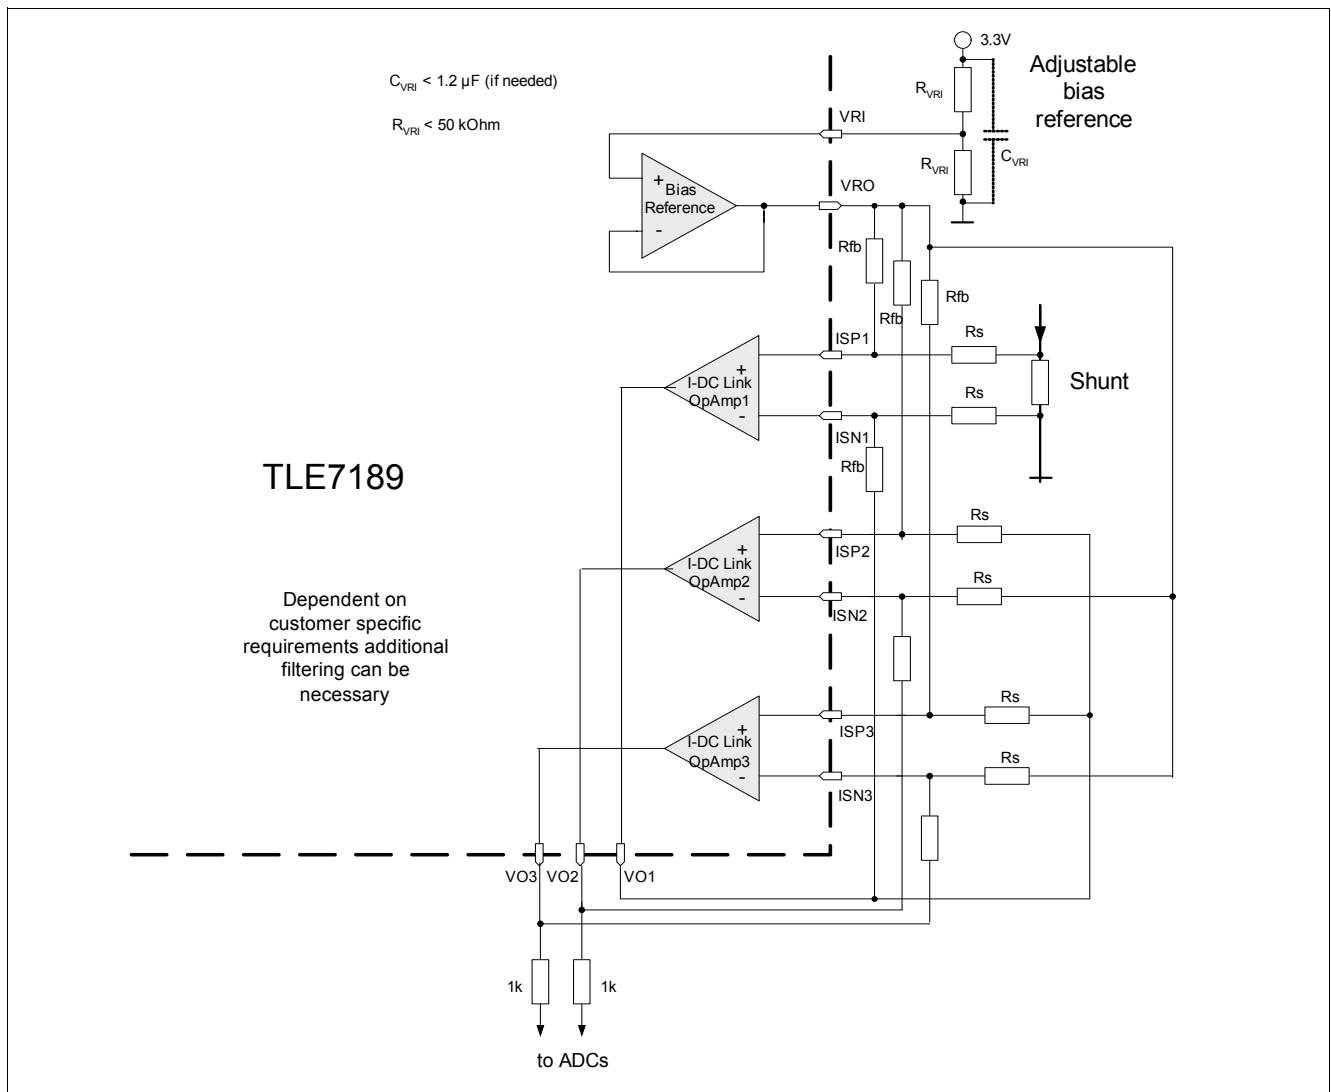 3.3V
Adjustable
bias
reference
C_VRI < 1.2 µF (if needed)
R_VRI < 50 kOhm
R_VRI
VRI
R_VRI
C_VRI
+
Bias
Reference
-
VRO
Rfb
Rfb
Rfb
ISP1
Rs
+
I-DC Link
OpAmp1
-
Shunt
Rs
ISN1
Rfb
TLE7189
Rs
ISP2
+
I-DC Link
OpAmp2
-
Rs
ISN2
Dependent on
customer specific
requirements additional
filtering can be
necessary
Rs
ISP3
+
I-DC Link
OpAmp3
-
Rs
ISN3
VO3
VO2
VO1
1k
1k
to ADCs